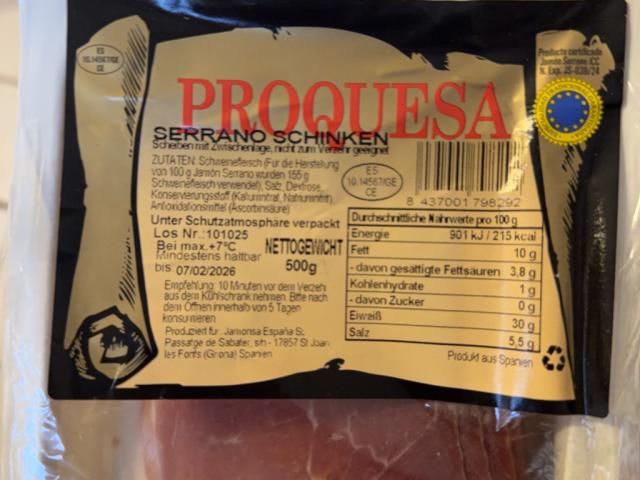 ES
10.14567/GE
CE
Producto certificado
Jamón Serrano ICC
N. Exp. JS-038/24
PROQUESA
SERRANO SCHINKEN
Scheiben mit Zwischenlage, nicht zum Verzehr geeignet
ZUTATEN: Schweinefleisch (Für die Herstellung
von 100 g Jamón Serrano wurden 155 g
Schweinefleisch verwendet), Salz, Dextrose,
Konservierungsstoff (Kaliumnitrat, Natriumnitrit),
Antioxidationsmittel (Ascorbinsäure)
Unter Schutzatmosphäre verpackt
Los Nr.:101025
Bei max.+7ºC
Mindestens haltbar
bis 07/02/2026
NETTOGEWICHT
500g
Empfehlung: 10 Minuten vor dem Verzehr
aus dem Kühlschrank nehmen. Bitte nach
dem Öffnen innerhalb von 5 Tagen
konsumieren.
Produziert für: Jamonsa España SL
Passatge de Sabater, s/n - 17857 St Joan
les Fonts (Girona) Spanien
ES
10.14567/GE
CE
8 437001 798292
Durchschnittliche Nährwerte pro 100 g
Energie 901 kJ / 215 kcal
Fett 10 g
- davon gesättigte Fettsäuren 3,8 g
Kohlenhydrate 1 g
- davon Zucker 0 g
Eiweiß 30 g
Salz 5,5 g
Produkt aus Spanien